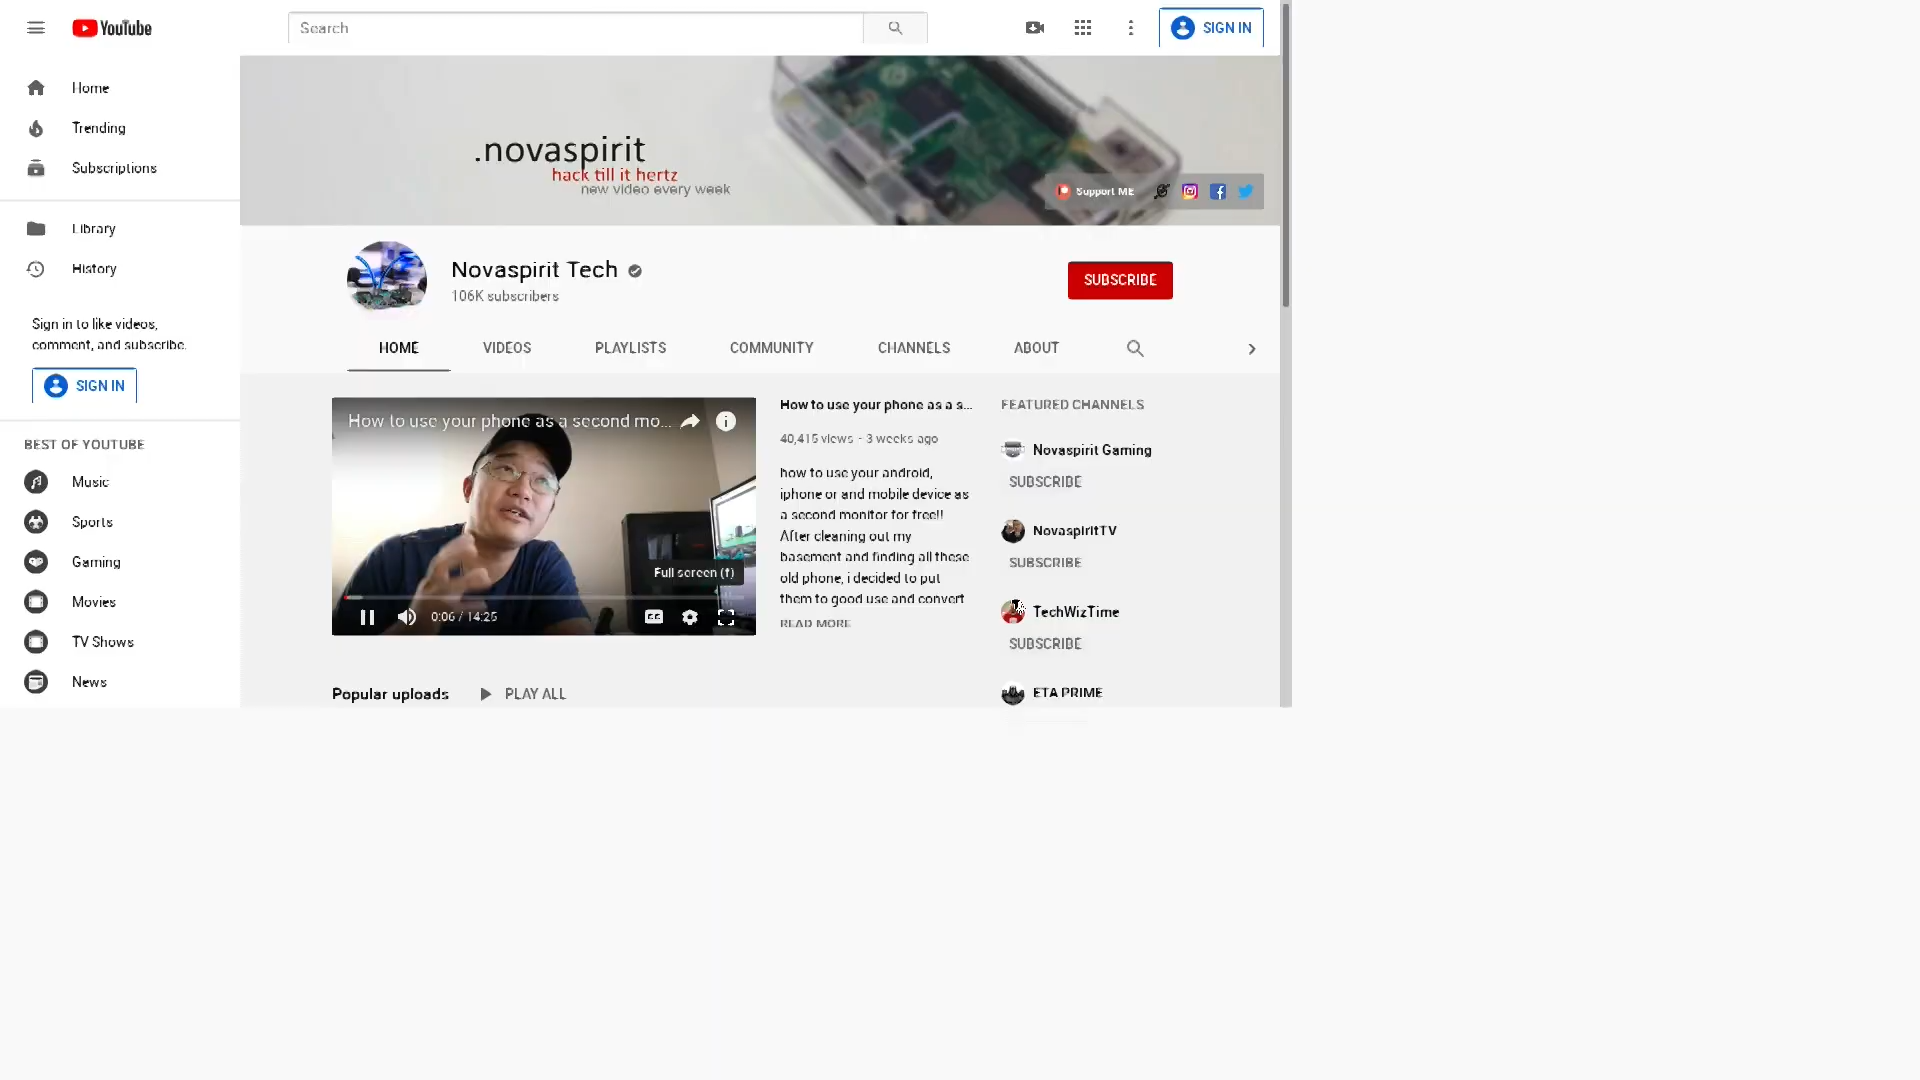 YouTube
Search
SIGN IN
Home
Trending
Subscriptions
Library
History
Sign in to like videos,
comment, and subscribe.
SIGN IN
BEST OF YOUTUBE
Music
Sports
Gaming
Movies
TV Shows
News
.novaspirit
hack till it hertz
new video every week
Support ME
Novaspirit Tech
106K subscribers
SUBSCRIBE
HOME VIDEOS PLAYLISTS COMMUNITY CHANNELS ABOUT
How to use your phone as a second mo...
Full screen (f)
0:06 / 14:25
CC
How to use your phone as a s...
40,415 views - 3 weeks ago
how to use your android,
iphone or and mobile device as
a second monitor for free!!
After cleaning out my
basement and finding all these
old phone, i decided to put
them to good use and convert
READ MORE
FEATURED CHANNELS
Novaspirit Gaming
SUBSCRIBE
NovaspiritTV
SUBSCRIBE
TechWizTime
SUBSCRIBE
ETA PRIME
Popular uploads PLAY ALL